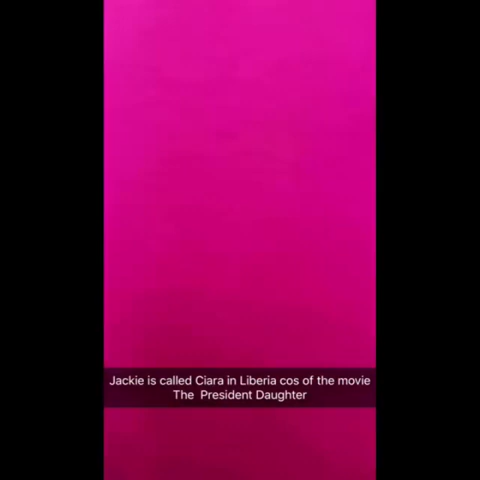 Jackie is called Ciara in Liberia cos of the movie
The  President Daughter